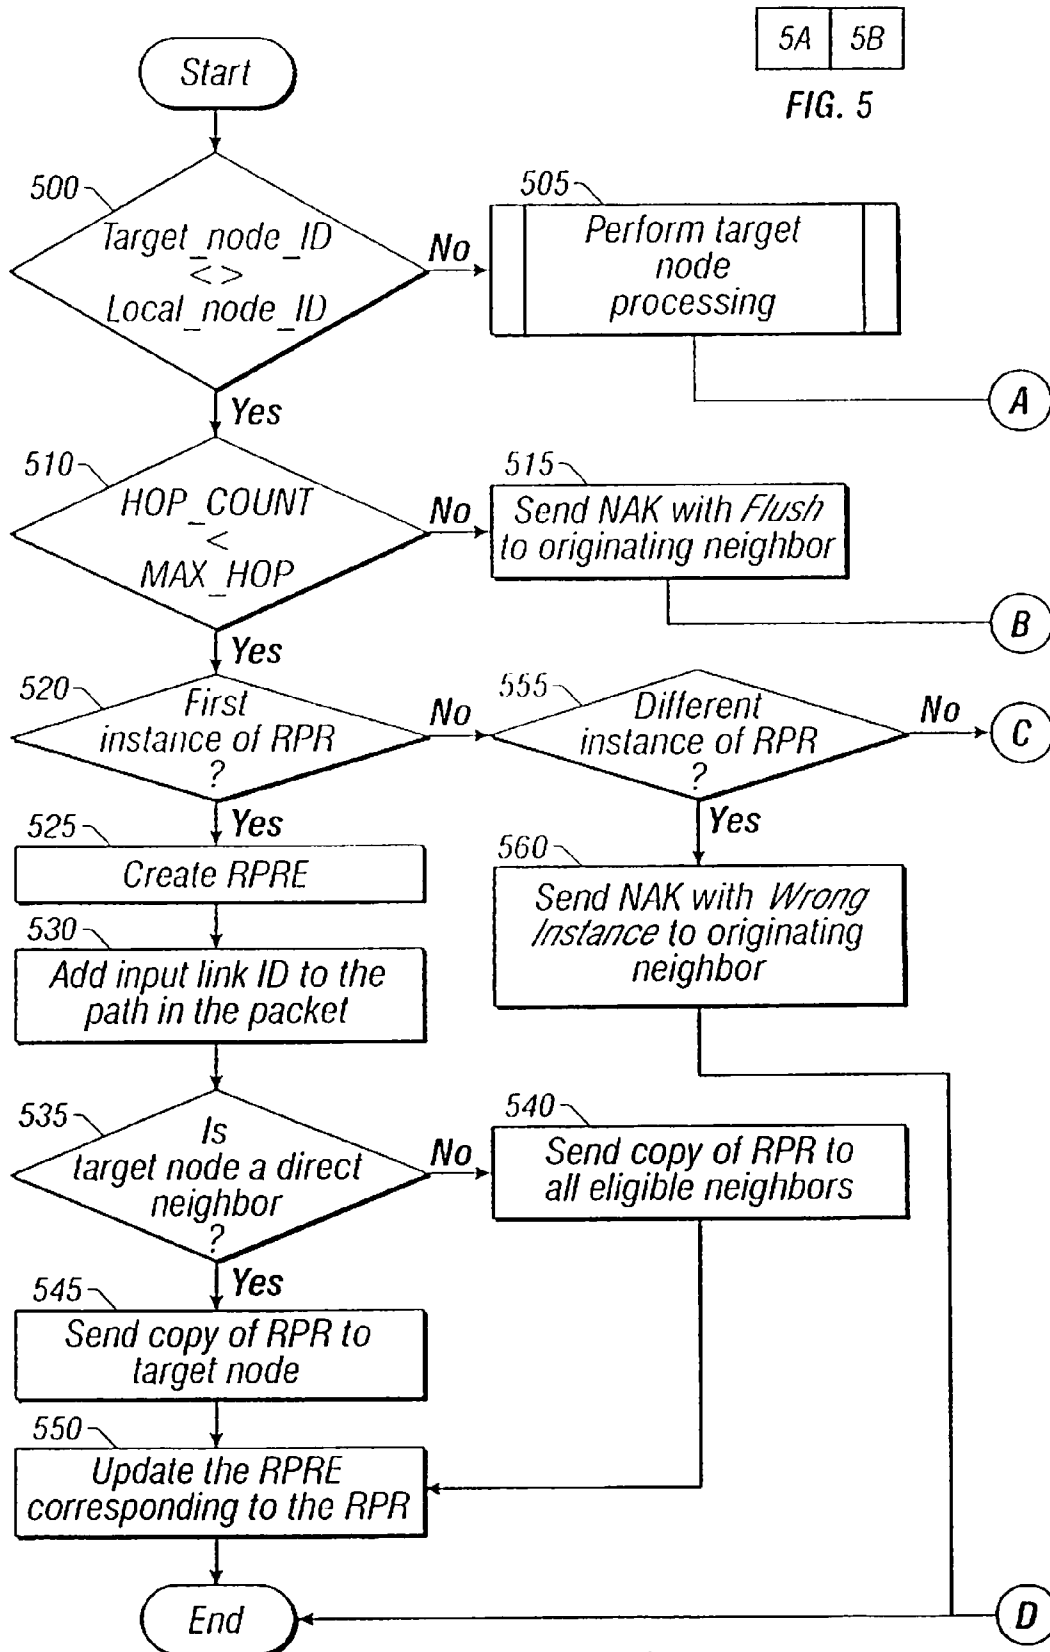 5A 5B
FIG. 5
Start
500
Target_node_ID
<>
Local_node_ID
No
505
Perform target
node
processing
A
Yes
510
HOP_COUNT
<
MAX_HOP
No
515
Send NAK with Flush
to originating neighbor
B
Yes
520
First
instance of RPR
?
No
555
Different
instance of RPR
?
No
C
Yes
525
Create RPRE
Yes
560
Send NAK with Wrong
Instance to originating
neighbor
530
Add input link ID to the
path in the packet
535
Is
target node a direct
neighbor
?
No
540
Send copy of RPR to
all eligible neighbors
Yes
545
Send copy of RPR to
target node
550
Update the RPRE
corresponding to the RPR
End
D